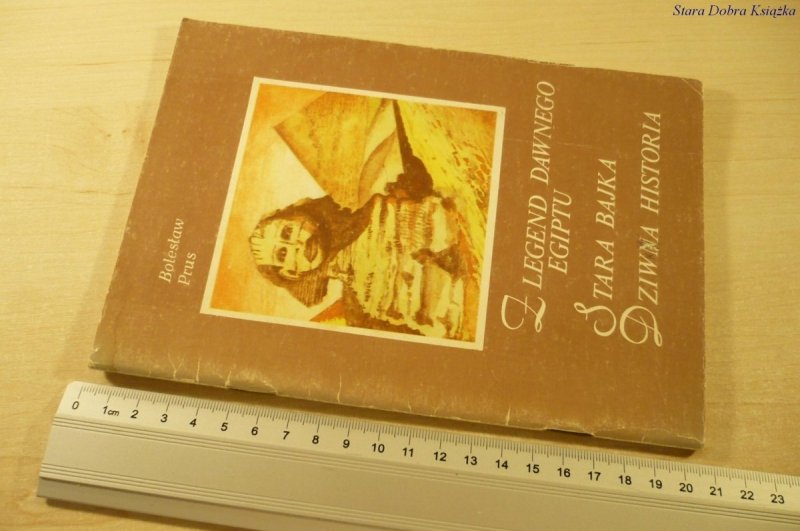 Stara Dobra Książka
Bolesław
Prus
Z LEGEND DAWNEGO
EGIPTU
STARA BAJKA
DZIWNA HISTORIA
0 1cm 2 3 4 5 6 7 8 9 10 11 12 13 14 15 16 17 18 19 20 21 22 23